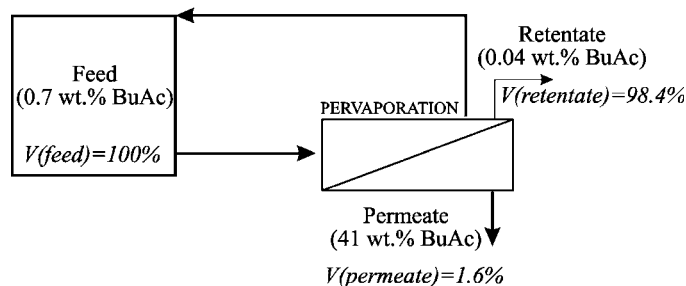 Feed
(0.7 wt.% BuAc)
V(feed)=100%
PERVAPORATION
Retentate
(0.04 wt.% BuAc)
V(retentate)=98.4%
Permeate
(41 wt.% BuAc)
V(permeate)=1.6%